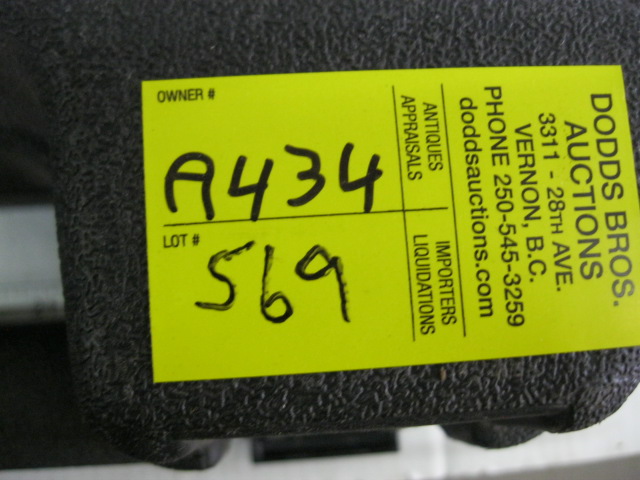 OWNER #
A434
LOT #
569
ANTIQUES
APPRAISALS
IMPORTERS
LIQUIDATIONS
DODDS BROS.
AUCTIONS
3311 - 28TH AVE.
VERNON, B.C.
PHONE 250-545-3259
doddsauctions.com